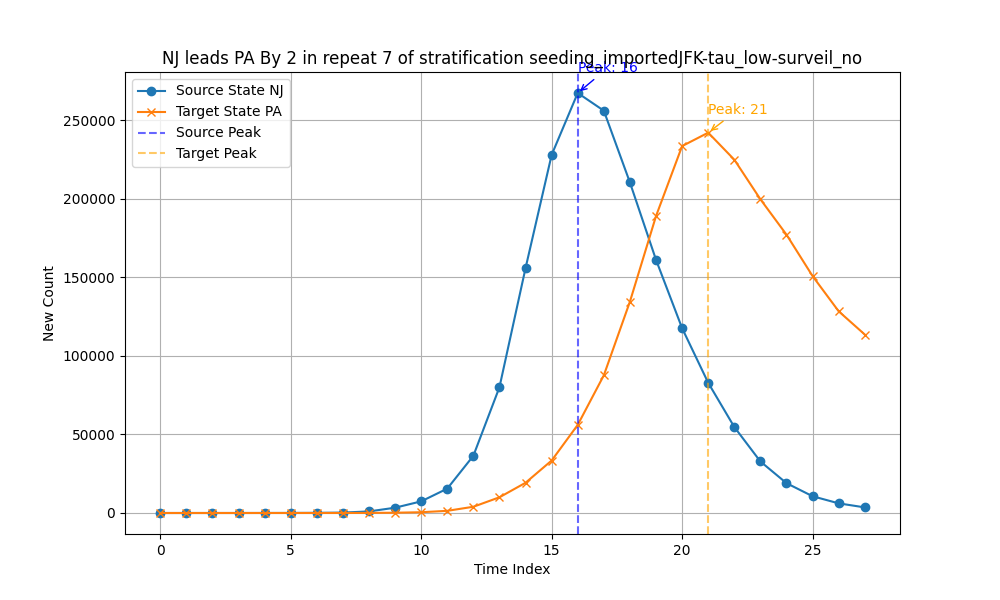 NJ leads PA By 2 in repeat 7 of stratification seeding_importedJFK-tau_low-surveil_no
Peak: 16
Source State NJ
Target State PA
Source Peak
Target Peak
Peak: 21
250000
200000
150000
100000
50000
0
New Count
0 5 10 15 20 25
Time Index